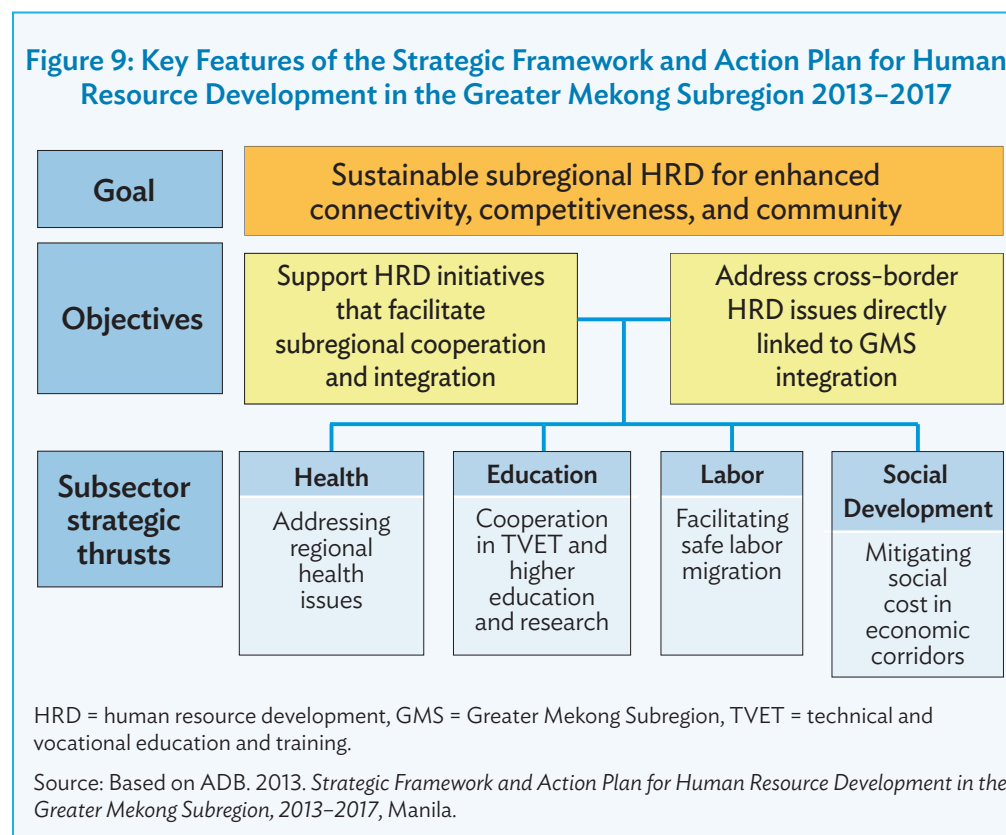 Figure 9: Key Features of the Strategic Framework and Action Plan for Human
Resource Development in the Greater Mekong Subregion 2013–2017
Goal
Sustainable subregional HRD for enhanced
connectivity, competitiveness, and community
Objectives
Support HRD initiatives
that facilitate
subregional cooperation
and integration
Address cross-border
HRD issues directly
linked to GMS
integration
Subsector
strategic
thrusts
Health
Addressing
regional
health
issues
Education
Cooperation
in TVET and
higher
education
and research
Labor
Facilitating
safe labor
migration
Social
Development
Mitigating
social
cost in
economic
corridors
HRD = human resource development, GMS = Greater Mekong Subregion, TVET = technical and
vocational education and training.
Source: Based on ADB. 2013. Strategic Framework and Action Plan for Human Resource Development in the
Greater Mekong Subregion, 2013–2017, Manila.